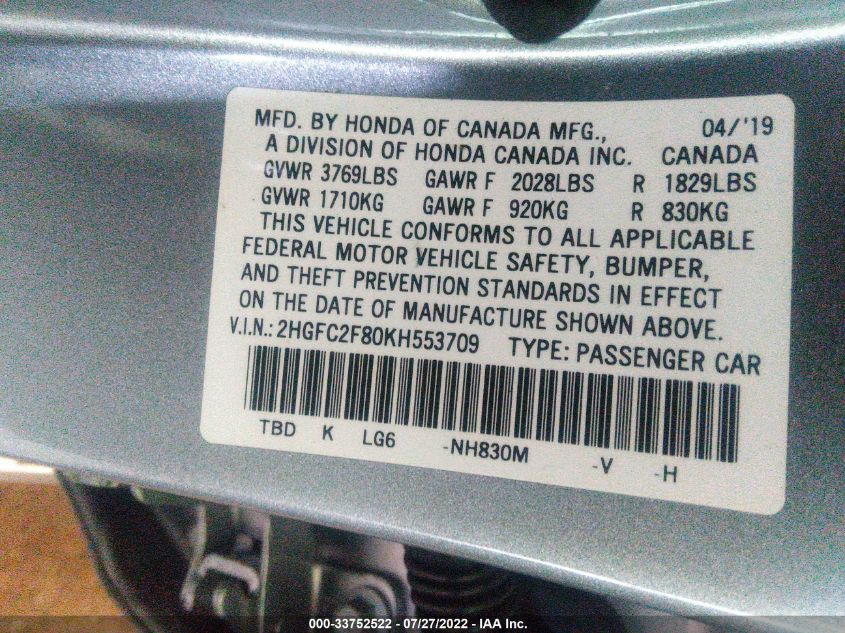 MFD. BY HONDA OF CANADA MFG., 04/'19
A DIVISION OF HONDA CANADA INC. CANADA
GVWR 3769LBS GAWR F 2028LBS R 1829LBS
GVWR 1710KG GAWR F 920KG R 830KG
THIS VEHICLE CONFORMS TO ALL APPLICABLE
FEDERAL MOTOR VEHICLE SAFETY, BUMPER,
AND THEFT PREVENTION STANDARDS IN EFFECT
ON THE DATE OF MANUFACTURE SHOWN ABOVE.
V.I.N.: 2HGFC2F80KH553709 TYPE: PASSENGER CAR
TBD K LG6 -NH830M -V -H
000-33752522 - 07/27/2022 - IAA Inc.